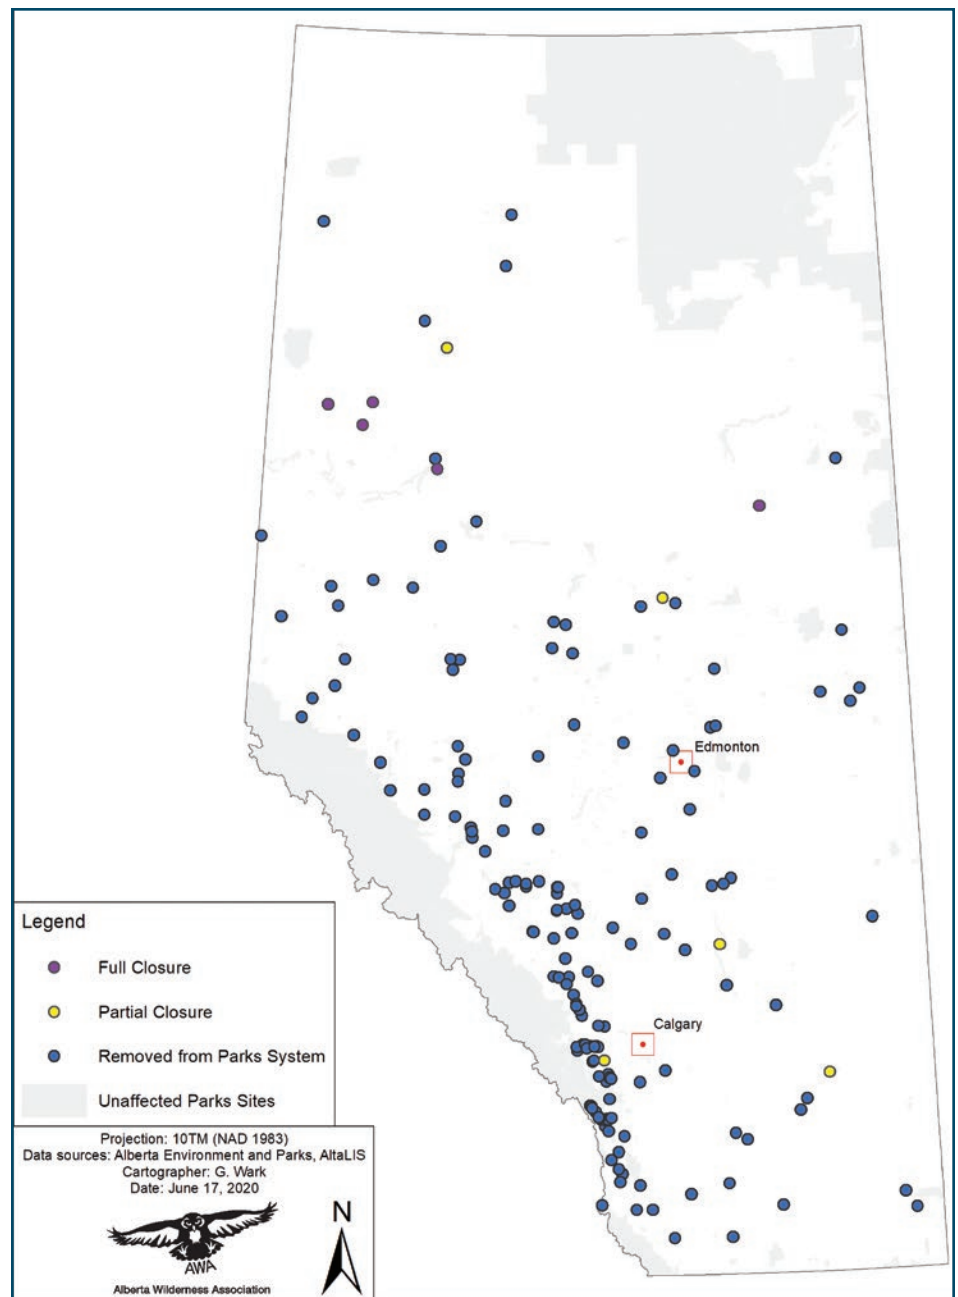 Edmonton
Calgary
Legend
Full Closure
Partial Closure
Removed from Parks System
Unaffected Parks Sites
Projection: 10TM (NAD 1983)
Data sources: Alberta Environment and Parks, AltaLIS
Cartographer: G. Wark
Date: June 17, 2020
N
AWA
Alberta Wilderness Association